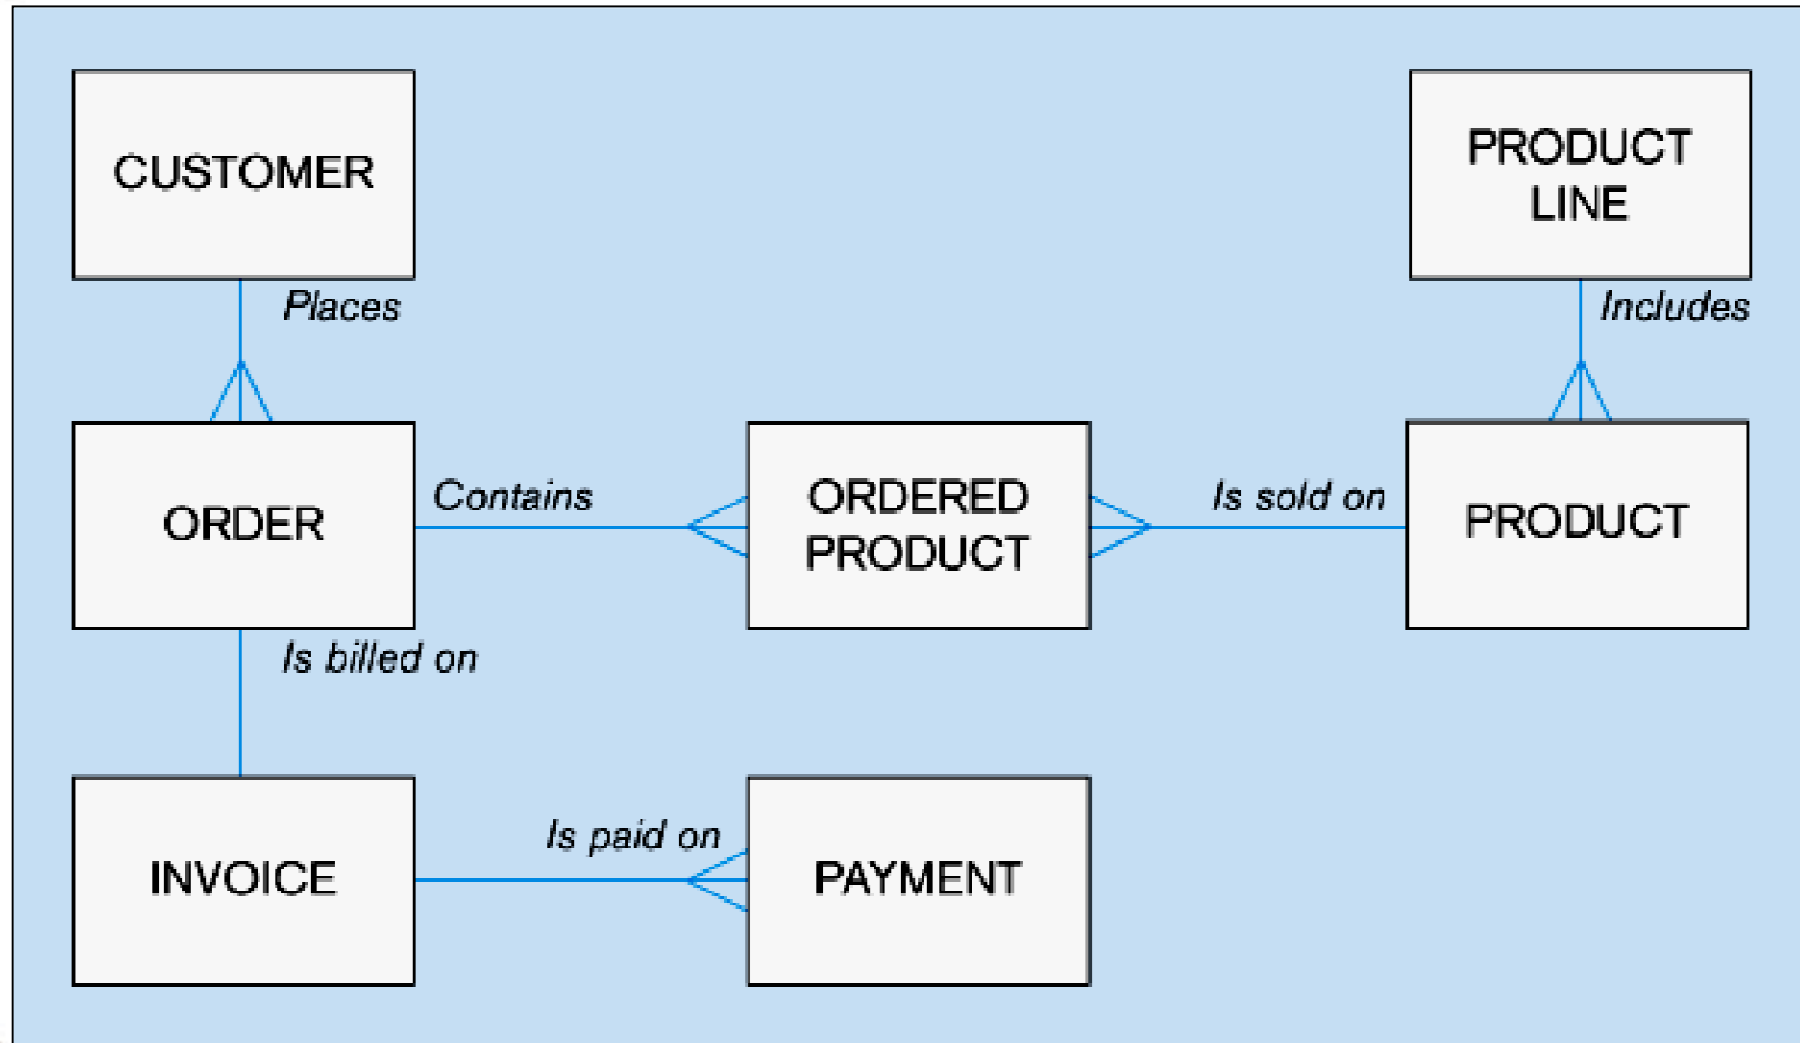 CUSTOMER
PRODUCT
LINE
Places
Includes
ORDER
Contains
ORDERED
PRODUCT
Is sold on
PRODUCT
Is billed on
INVOICE
Is paid on
PAYMENT